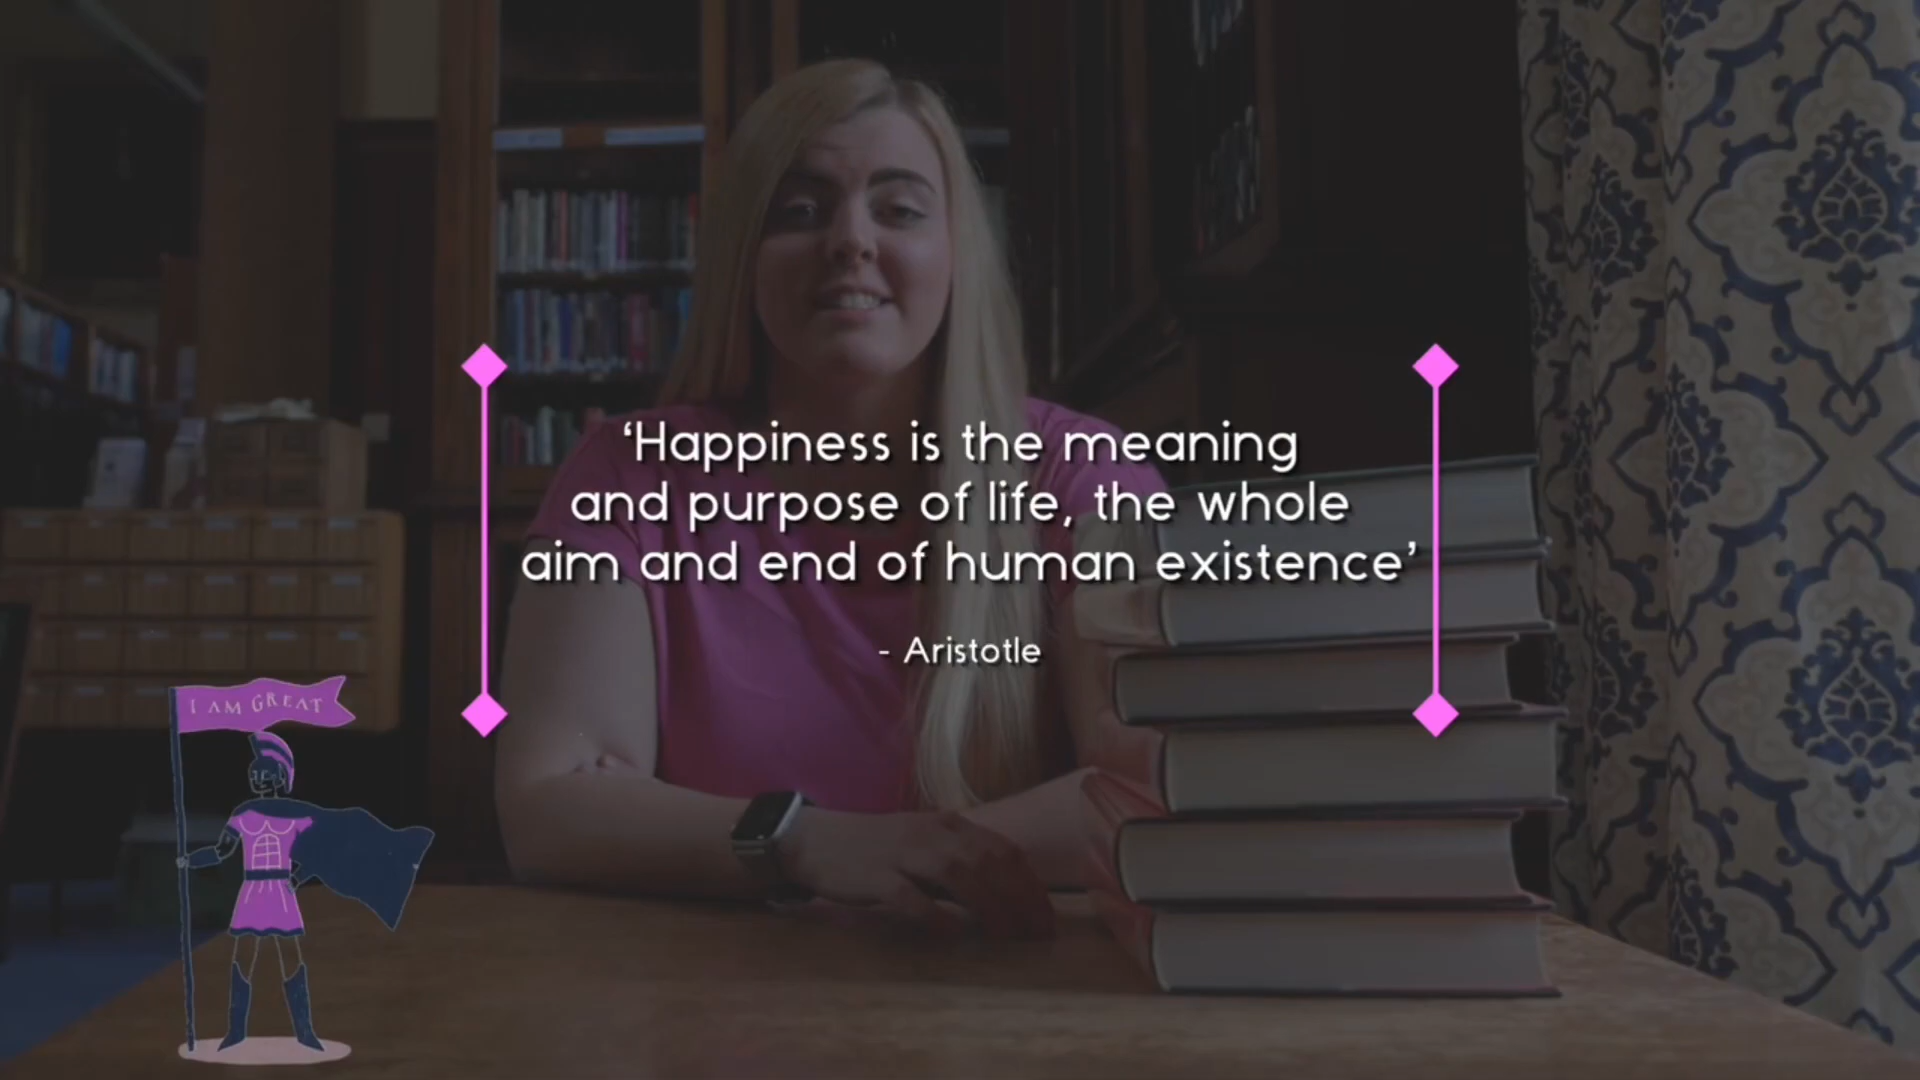 ‘Happiness is the meaning
and purpose of life, the whole
aim and end of human existence’
- Aristotle
I AM GREAT